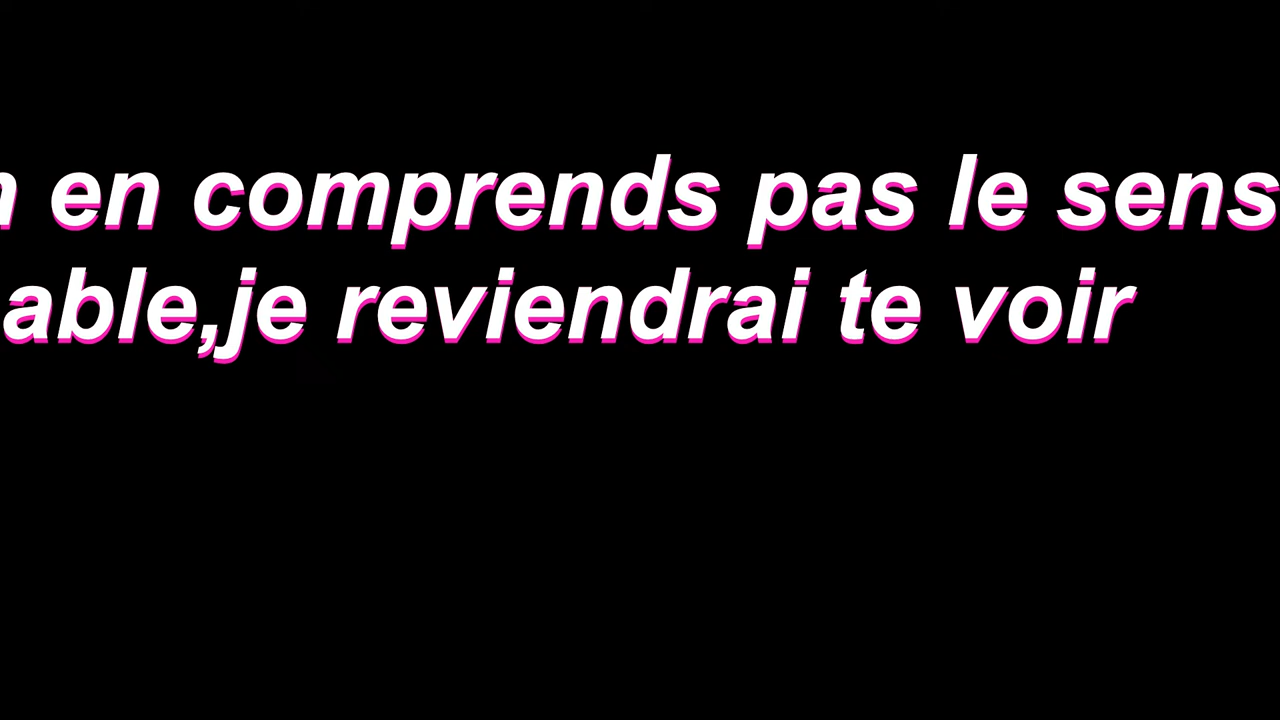 en comprends pas le sens
able,je reviendrai te voir